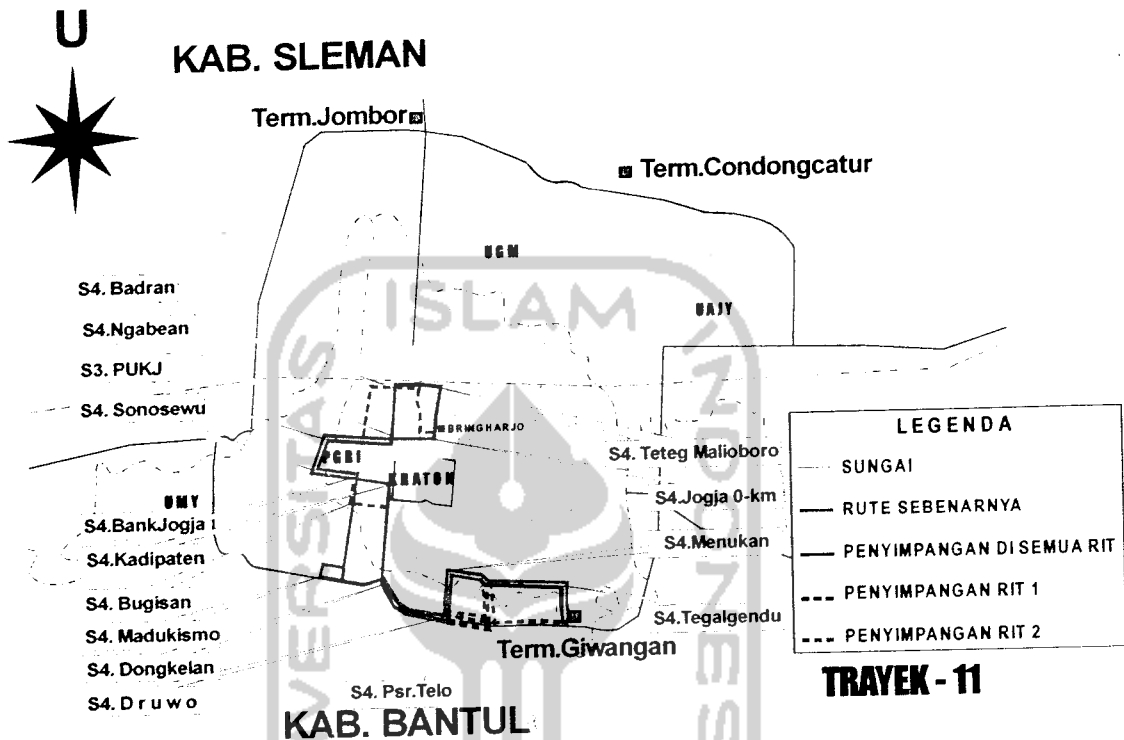 U
KAB. SLEMAN
Term.Jombor
Term.Condongcatur
UGM
UAJY
S4. Badran
S4.Ngabean
S3. PUKJ
S4. Sonosewu
ISLAM
BRINGHARJO
PGRI
KRATON
UMY
S4.BankJogja
S4.Kadipaten
S4. Bugisan
S4. Madukismo
S4. Dongkelan
S4. Druwo
S4. Teteg Malioboro
S4.Jogja 0-km
S4.Menukan
S4.Tegalgendu
Term.Giwangan
S4. Psr.Telo
KAB. BANTUL
LEGENDA
SUNGAI
RUTE SEBENARNYA
PENYIMPANGAN DI SEMUA RIT
PENYIMPANGAN RIT 1
PENYIMPANGAN RIT 2
TRAYEK - 11